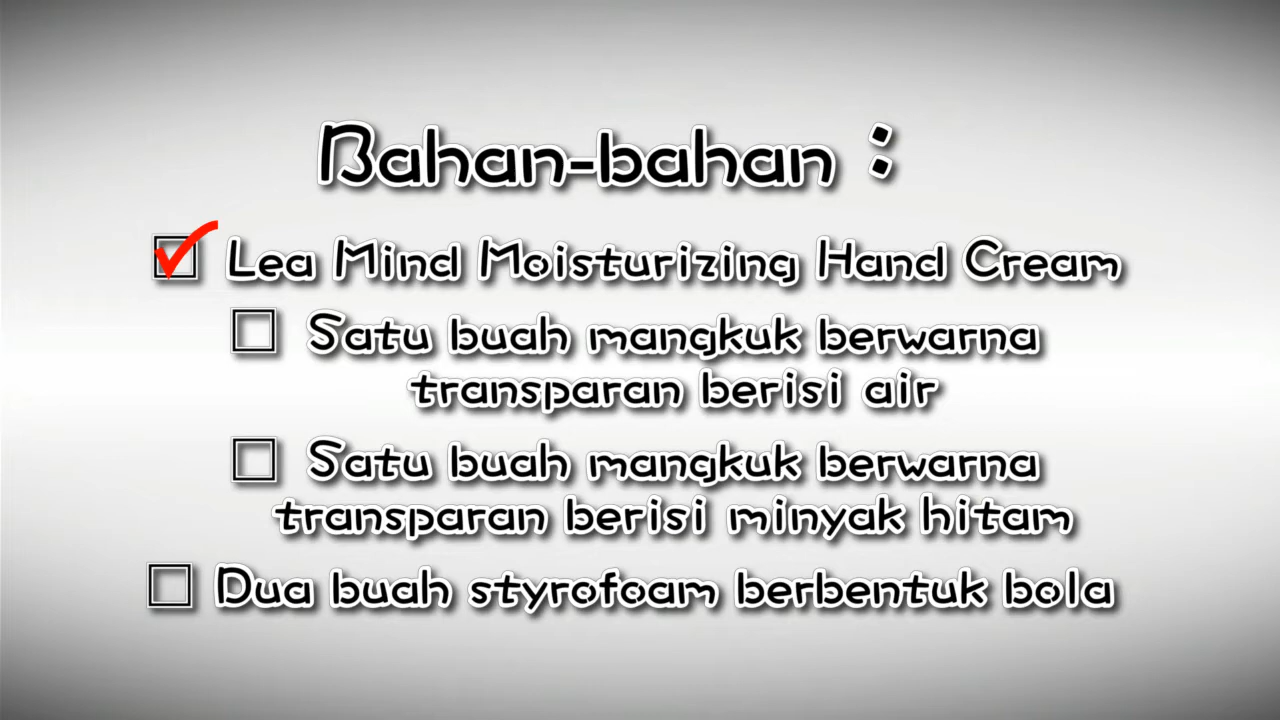 Bahan-bahan :
Lea Mind Moisturizing Hand Cream
Satu buah mangkuk berwarna
transparan berisi air
Satu buah mangkuk berwarna
transparan berisi minyak hitam
Dua buah styrofoam berbentuk bola